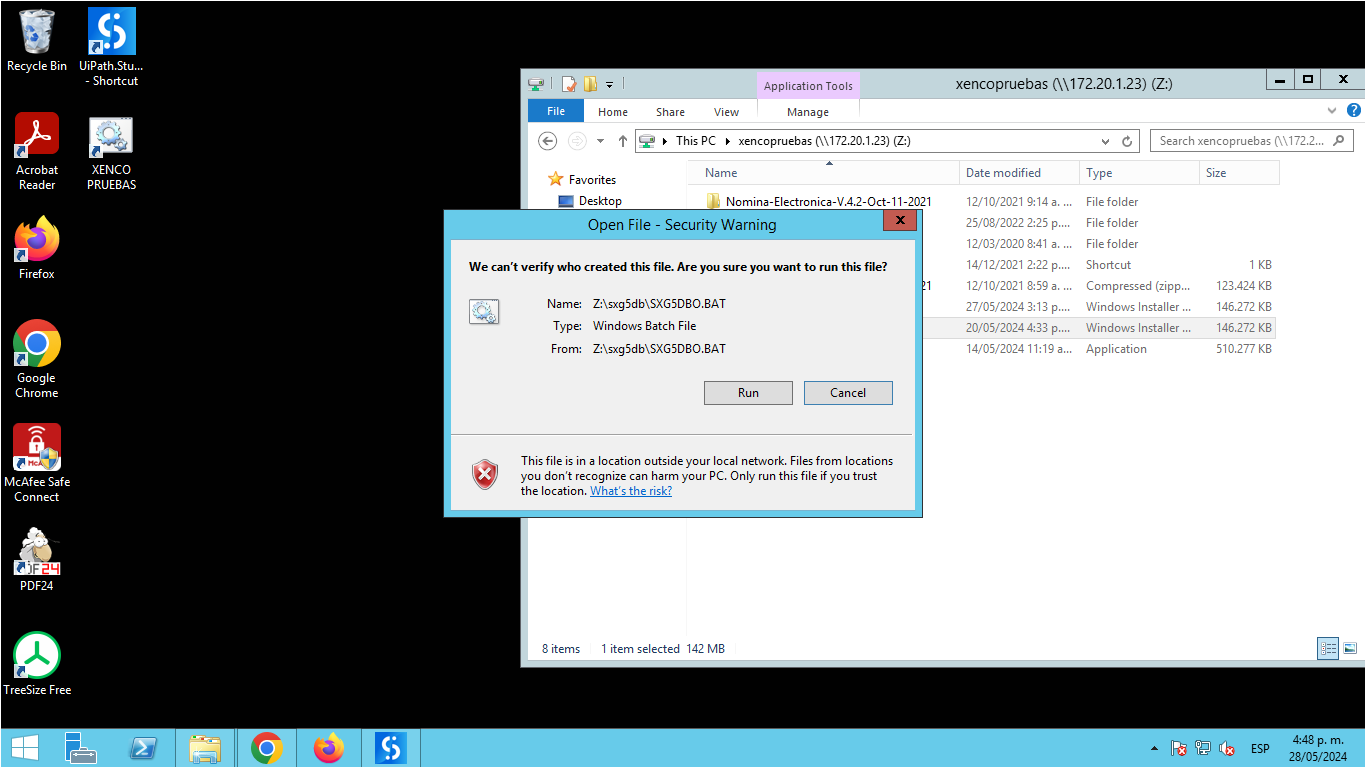 Recycle Bin
UiPath.Stu...
- Shortcut
Acrobat
Reader
XENCO
PRUEBAS
Firefox
Google
Chrome
McAfee Safe
Connect
PDF24
TreeSize Free
Application Tools
xencopruebas (\\172.20.1.23) (Z:)
File
Home
Share
View
Manage
This PC
xencopruebas (\\172.20.1.23) (Z:)
Search xencopruebas (\\172.2...
Favorites
Desktop
Name
Date modified
Type
Size
Nomina-Electronica-V.4.2-Oct-11-2021
12/10/2021 9:14 a. ...
File folder
25/08/2022 2:25 p....
File folder
12/03/2020 8:41 a. ...
File folder
14/12/2021 2:22 p....
Shortcut
1 KB
21
12/10/2021 8:59 a. ...
Compressed (zipp...
123.424 KB
27/05/2024 3:13 p....
Windows Installer ...
146.272 KB
20/05/2024 4:33 p....
Windows Installer ...
146.272 KB
14/05/2024 11:19 a...
Application
510.277 KB
Open File - Security Warning
x
We can't verify who created this file. Are you sure you want to run this file?
Name: Z:\sxg5db\SXG5DBO.BAT
Type: Windows Batch File
From: Z:\sxg5db\SXG5DBO.BAT
Run
Cancel
This file is in a location outside your local network. Files from locations
you don't recognize can harm your PC. Only run this file if you trust
the location. What's the risk?
8 items
1 item selected 142 MB
ESP
4:48 p. m.
28/05/2024